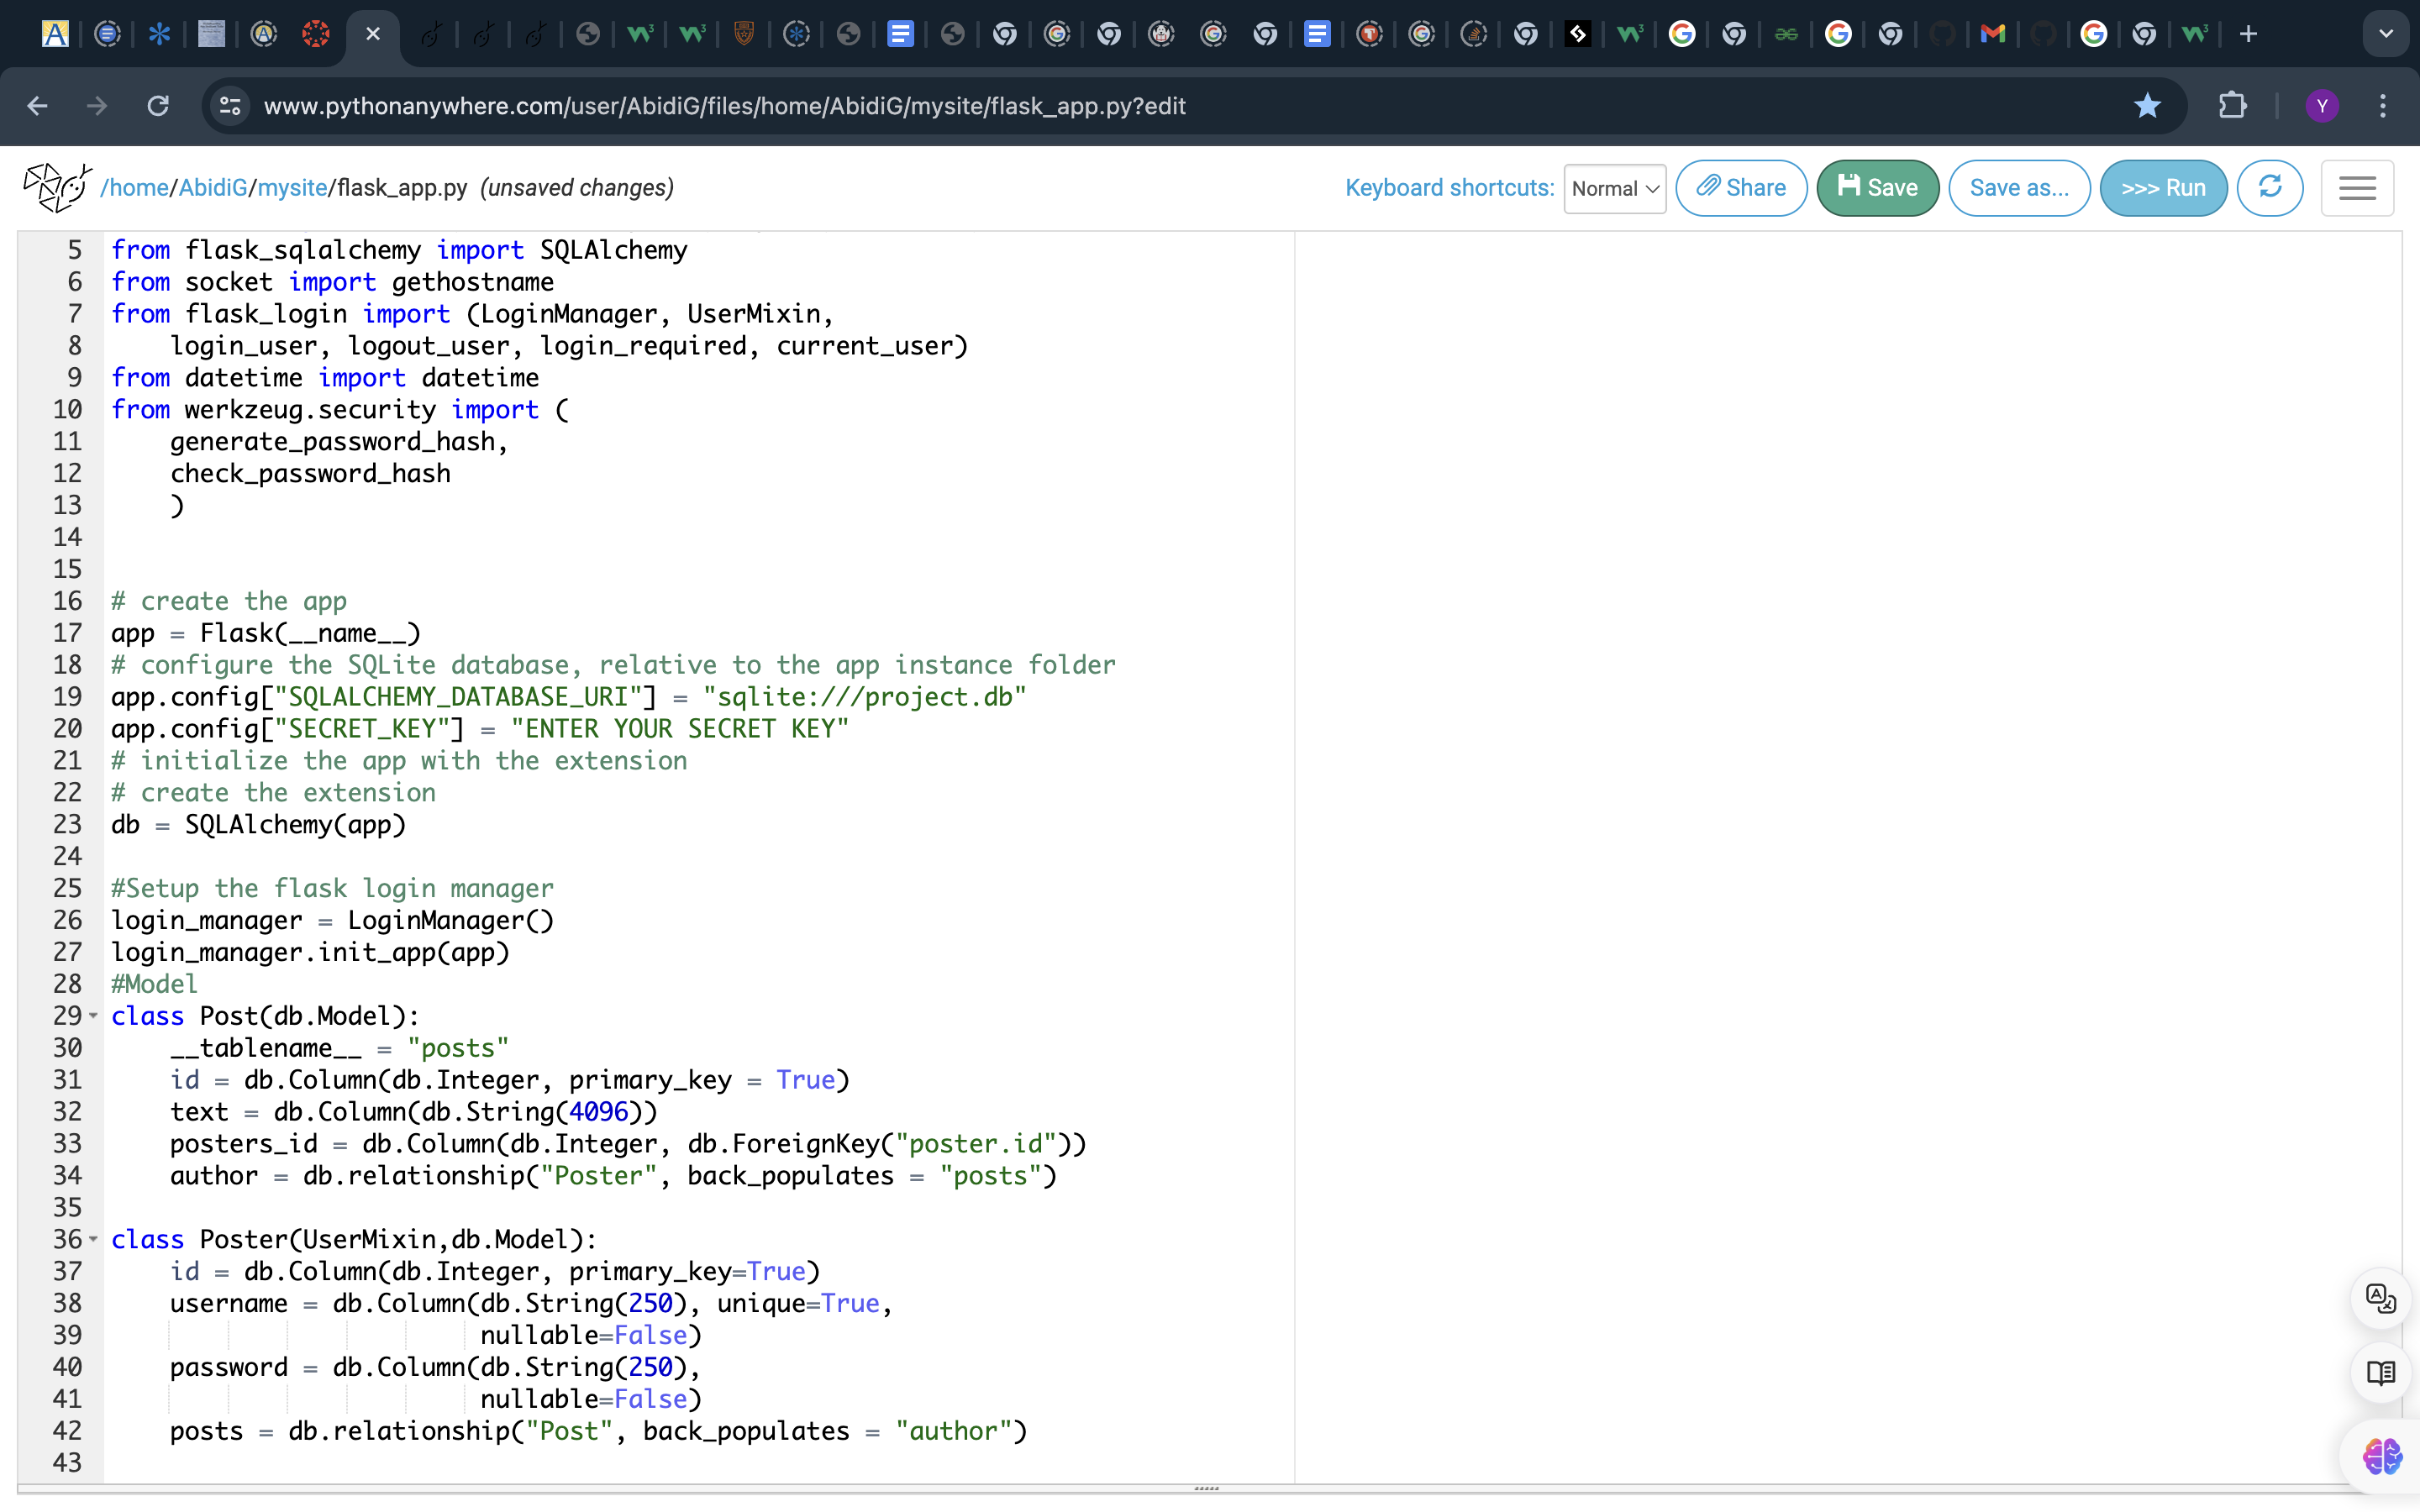 www.pythonanywhere.com/user/AbidiG/files/home/AbidiG/mysite/flask_app.py?edit
Y
/home/AbidiG/mysite/flask_app.py (unsaved changes)
Keyboard shortcuts: Normal Share Save Save as... >>> Run
5 from flask_sqlalchemy import SQLAlchemy
6 from socket import gethostname
7 from flask_login import (LoginManager, UserMixin,
8 login_user, logout_user, login_required, current_user)
9 from datetime import datetime
10 from werkzeug.security import (
11 generate_password_hash,
12 check_password_hash
13 )
14
15
16 # create the app
17 app = Flask(__name__)
18 # configure the SQLite database, relative to the app instance folder
19 app.config["SQLALCHEMY_DATABASE_URI"] = "sqlite:///project.db"
20 app.config["SECRET_KEY"] = "ENTER YOUR SECRET KEY"
21 # initialize the app with the extension
22 # create the extension
23 db = SQLAlchemy(app)
24
25 #Setup the flask login manager
26 login_manager = LoginManager()
27 login_manager.init_app(app)
28 #Model
29 class Post(db.Model):
30 __tablename__ = "posts"
31 id = db.Column(db.Integer, primary_key = True)
32 text = db.Column(db.String(4096))
33 posters_id = db.Column(db.Integer, db.ForeignKey("poster.id"))
34 author = db.relationship("Poster", back_populates = "posts")
35
36 class Poster(UserMixin,db.Model):
37 id = db.Column(db.Integer, primary_key=True)
38 username = db.Column(db.String(250), unique=True,
39 nullable=False)
40 password = db.Column(db.String(250),
41 nullable=False)
42 posts = db.relationship("Post", back_populates = "author")
43